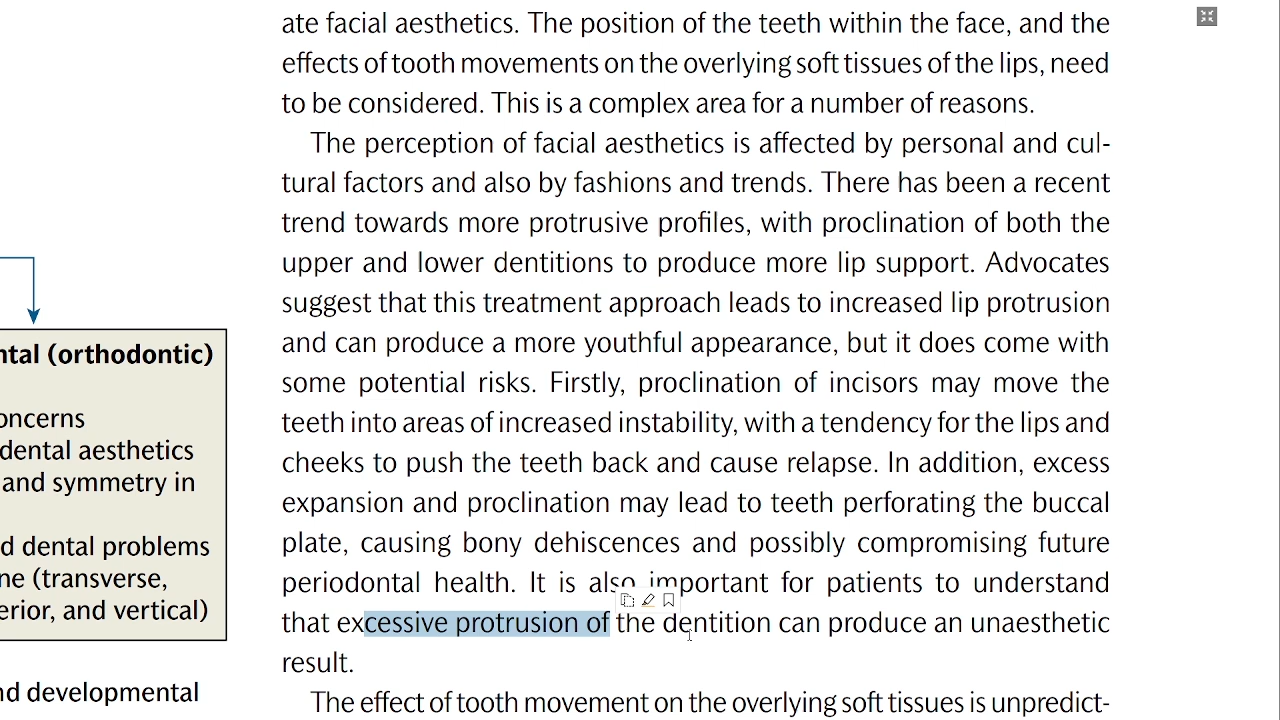 ate facial aesthetics. The position of the teeth within the face, and the
effects of tooth movements on the overlying soft tissues of the lips, need
to be considered. This is a complex area for a number of reasons.
The perception of facial aesthetics is affected by personal and cul-
tural factors and also by fashions and trends. There has been a recent
trend towards more protrusive profiles, with proclination of both the
upper and lower dentitions to produce more lip support. Advocates
suggest that this treatment approach leads to increased lip protrusion
and can produce a more youthful appearance, but it does come with
some potential risks. Firstly, proclination of incisors may move the
teeth into areas of increased instability, with a tendency for the lips and
cheeks to push the teeth back and cause relapse. In addition, excess
expansion and proclination may lead to teeth perforating the buccal
plate, causing bony dehiscences and possibly compromising future
periodontal health. It is also important for patients to understand
that excessive protrusion of the dentition can produce an unaesthetic
result.
The effect of tooth movement on the overlying soft tissues is unpredict-
ntal (orthodontic)
oncerns
dental aesthetics
and symmetry in
d dental problems
ne (transverse,
erior, and vertical)
nd developmental